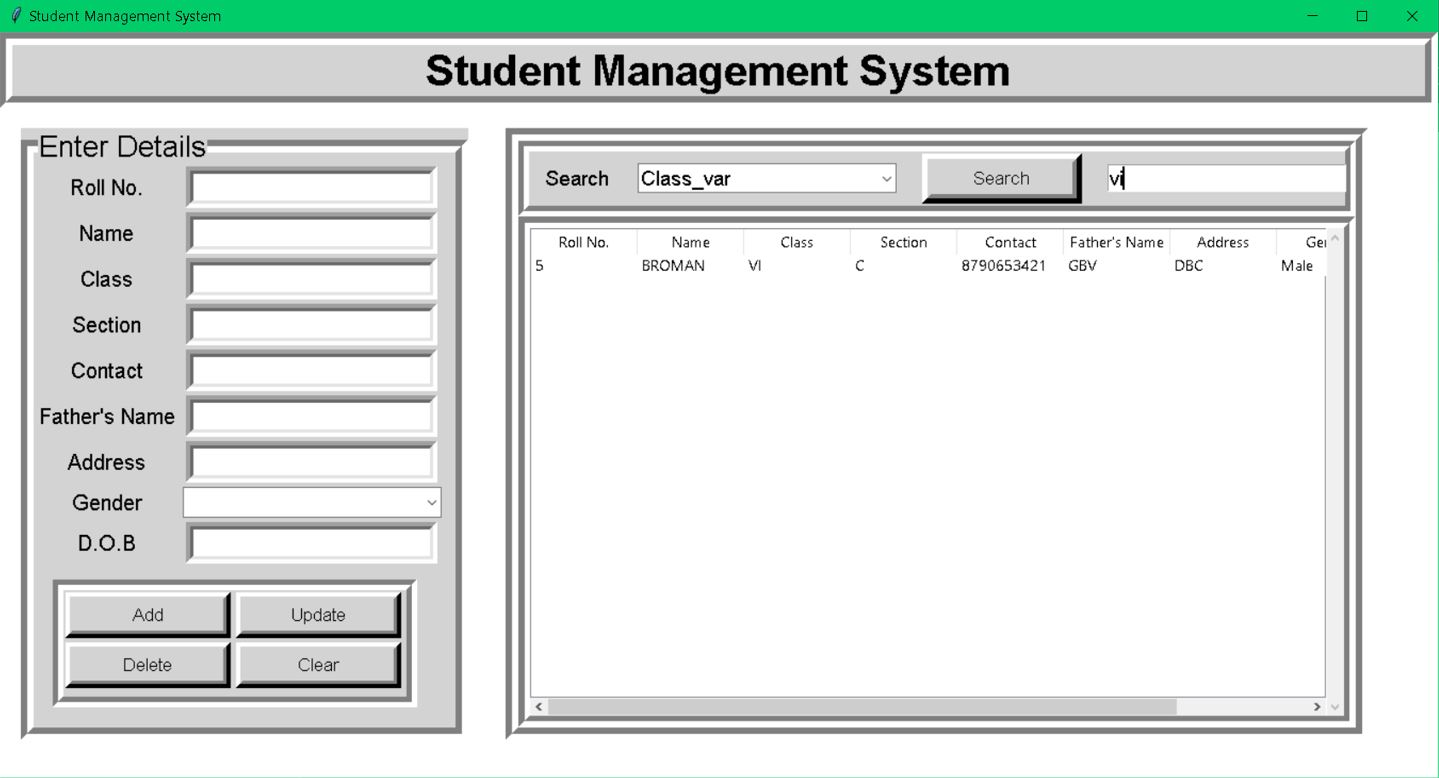 Student Management System
Student Management System
Enter Details
Roll No.
Name
Class
Section
Contact
Father's Name
Address
Gender
D.O.B
Add Update
Delete Clear
Search Class_var Search vi
Roll No. Name Class Section Contact Father's Name Address
5 BROMAN VI C 8790653421 GBV DBC Male